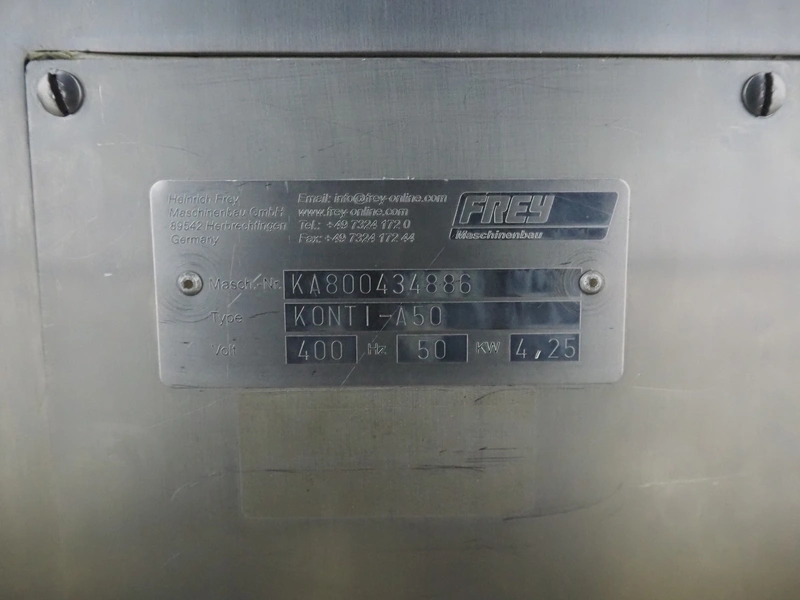 Heinrich Frey
Maschinenbau GmbH
89542 Herbrechtingen
Germany
Email: info@frey-online.com
www.frey-online.com
Tel.: +49 7324 172 0
Fax: +49 7324 172 44
FREY
Maschinenbau
Masch.-Nr. KA800434886
Type KONTI-A50
Volt 400 Hz 50 KW 4,25